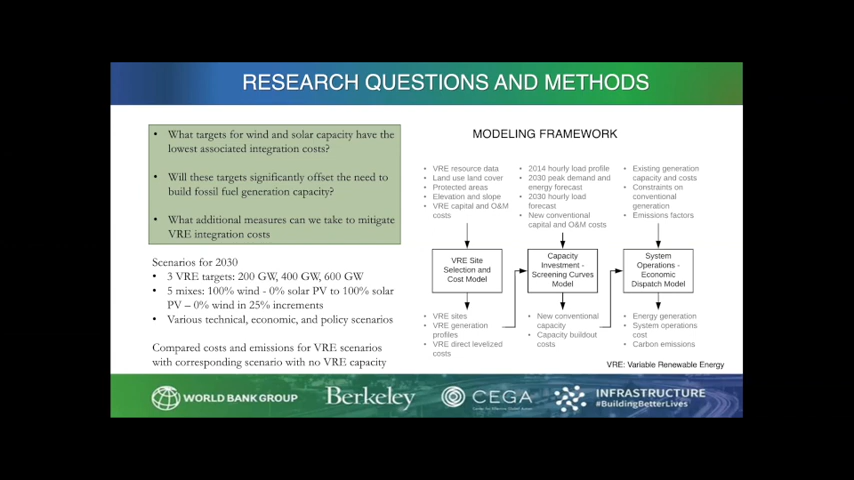 RESEARCH QUESTIONS AND METHODS
• What targets for wind and solar capacity have the
lowest associated integration costs?
• Will these targets significantly offset the need to
build fossil fuel generation capacity?
• What additional measures can we take to mitigate
VRE integration costs
Scenarios for 2030
• 3 VRE targets: 200 GW, 400 GW, 600 GW
• 5 mixes: 100% wind - 0% solar PV to 100% solar
PV – 0% wind in 25% increments
• Various technical, economic, and policy scenarios
Compared costs and emissions for VRE scenarios
with corresponding scenario with no VRE capacity
MODELING FRAMEWORK
• VRE resource data
• Land use land cover
• Protected areas
• Elevation and slope
• VRE capital and O&M
costs
• 2014 hourly load profile
• 2030 peak demand and
energy forecast
• 2030 hourly load
forecast
• New conventional
capital and O&M costs
• Existing generation
capacity and costs
• Constraints on
conventional
generation
• Emissions factors
VRE Site
Selection and
Cost Model
Capacity
Investment -
Screening Curves
Model
System
Operations -
Economic
Dispatch Model
• VRE sites
• VRE generation
profiles
• VRE direct levelized
costs
• New conventional
capacity
• Capacity buildout
costs
• Energy generation
• System operations
cost
• Carbon emissions
VRE: Variable Renewable Energy
WORLD BANK GROUP
Berkeley
CEGA
INFRASTRUCTURE
#BuildingBetterLives